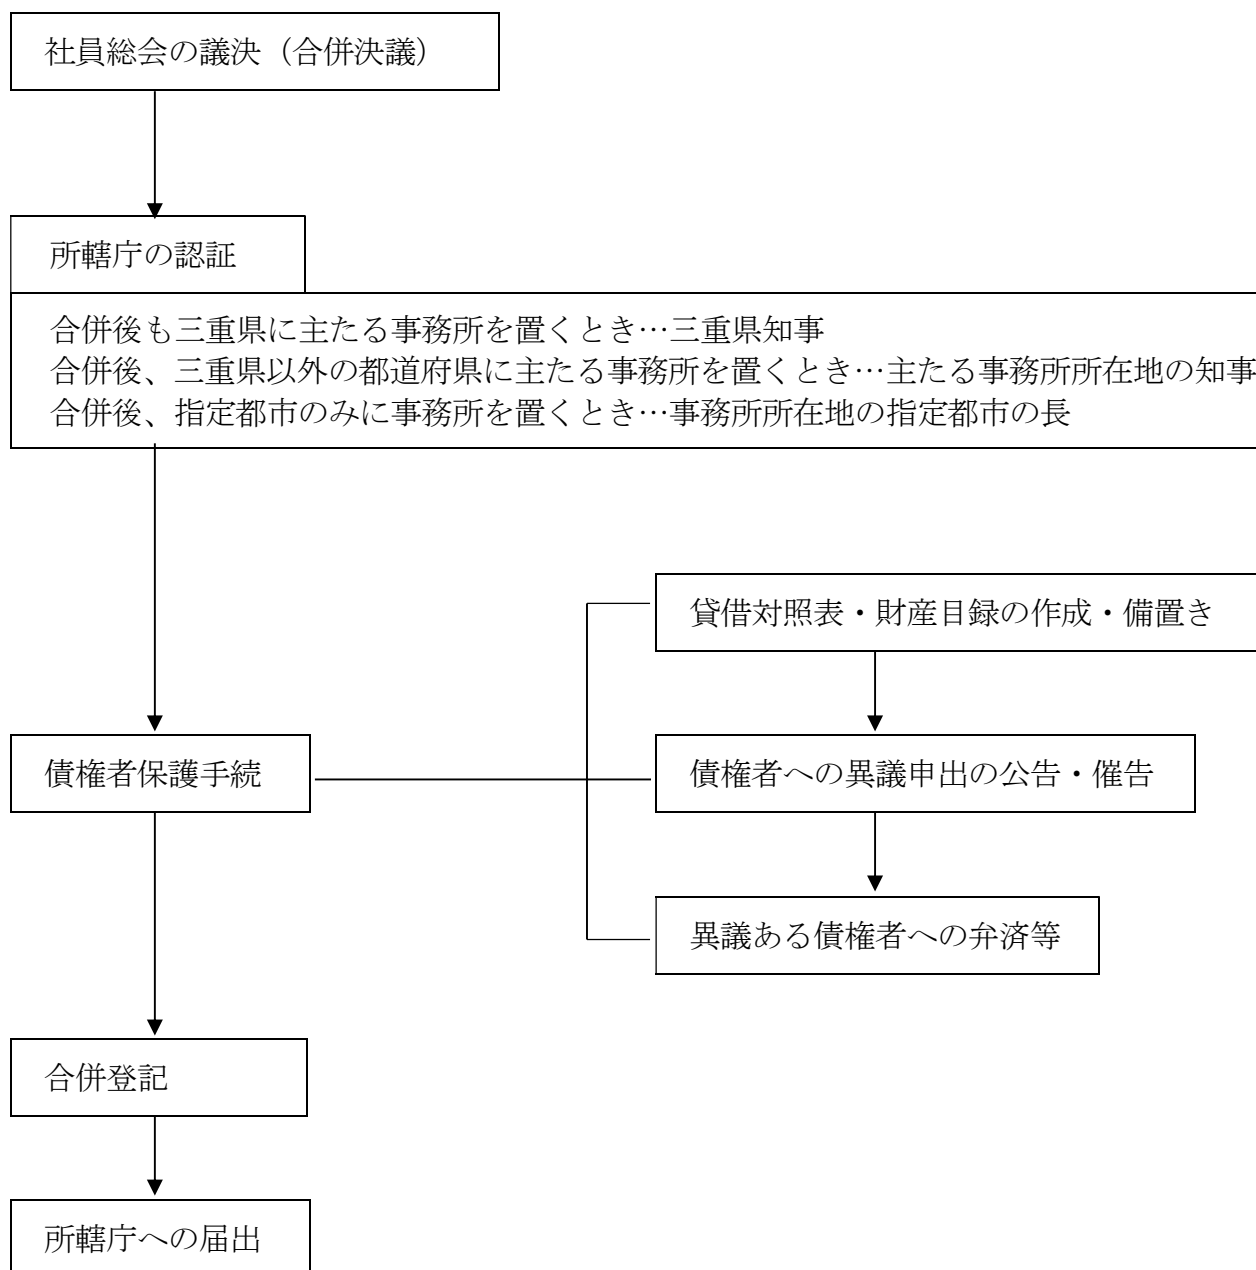 社員総会の議決（合併決議）
所轄庁の認証
合併後も三重県に主たる事務所を置くとき…三重県知事
合併後、三重県以外の都道府県に主たる事務所を置くとき…主たる事務所所在地の知事
合併後、指定都市のみに事務所を置くとき…事務所所在地の指定都市の長
貸借対照表・財産目録の作成・備置き
債権者保護手続
債権者への異議申出の公告・催告
異議ある債権者への弁済等
合併登記
所轄庁への届出